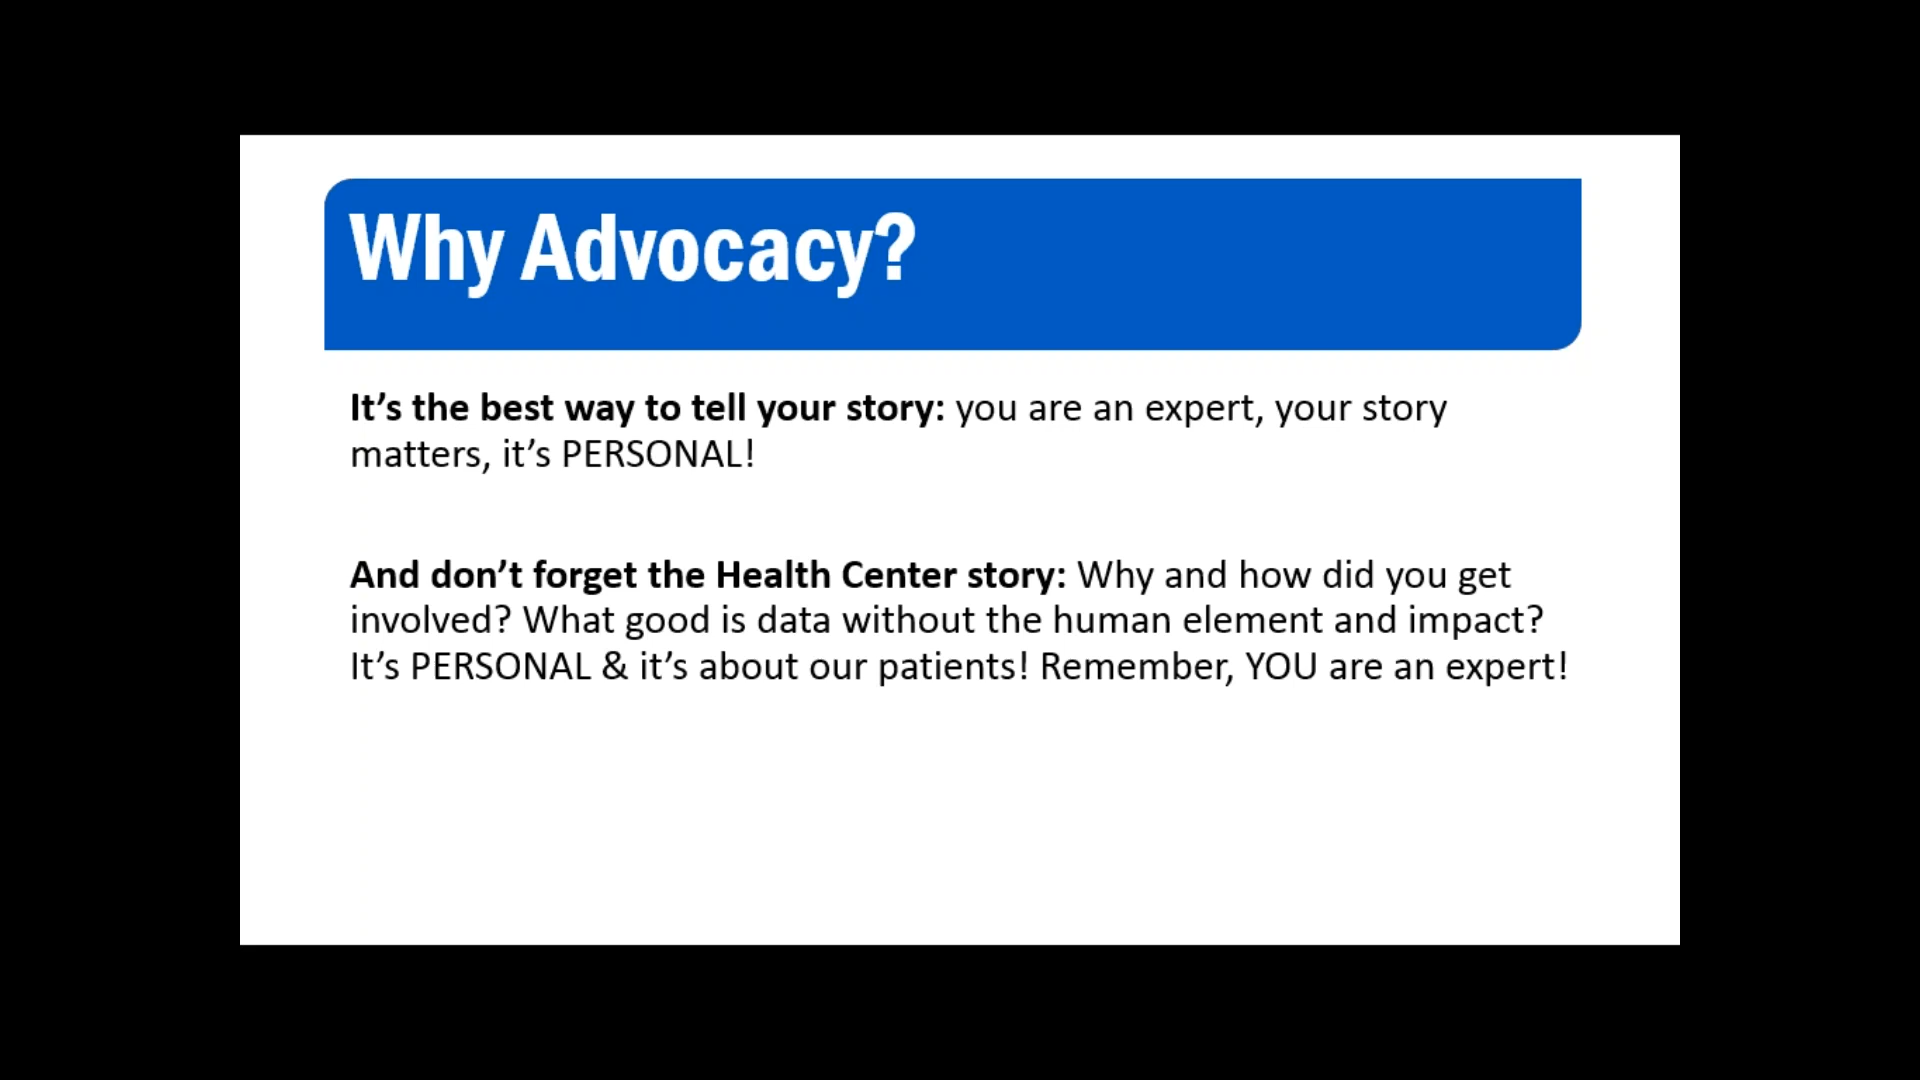 Why Advocacy?
It’s the best way to tell your story: you are an expert, your story
matters, it’s PERSONAL!
And don’t forget the Health Center story: Why and how did you get
involved? What good is data without the human element and impact?
It’s PERSONAL & it’s about our patients! Remember, YOU are an expert!